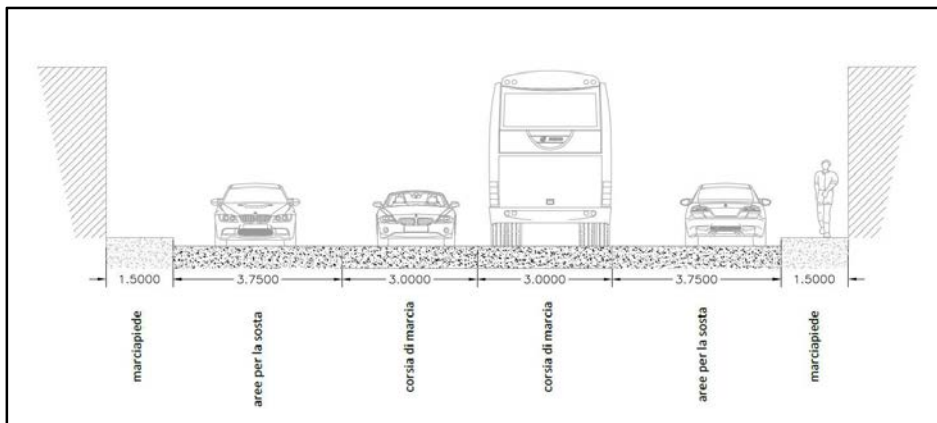 1.5000
3.7500
3.0000
3.0000
3.7500
1.5000
marciapiede
aree per la sosta
corsia di marcia
corsia di marcia
aree per la sosta
marciapiede